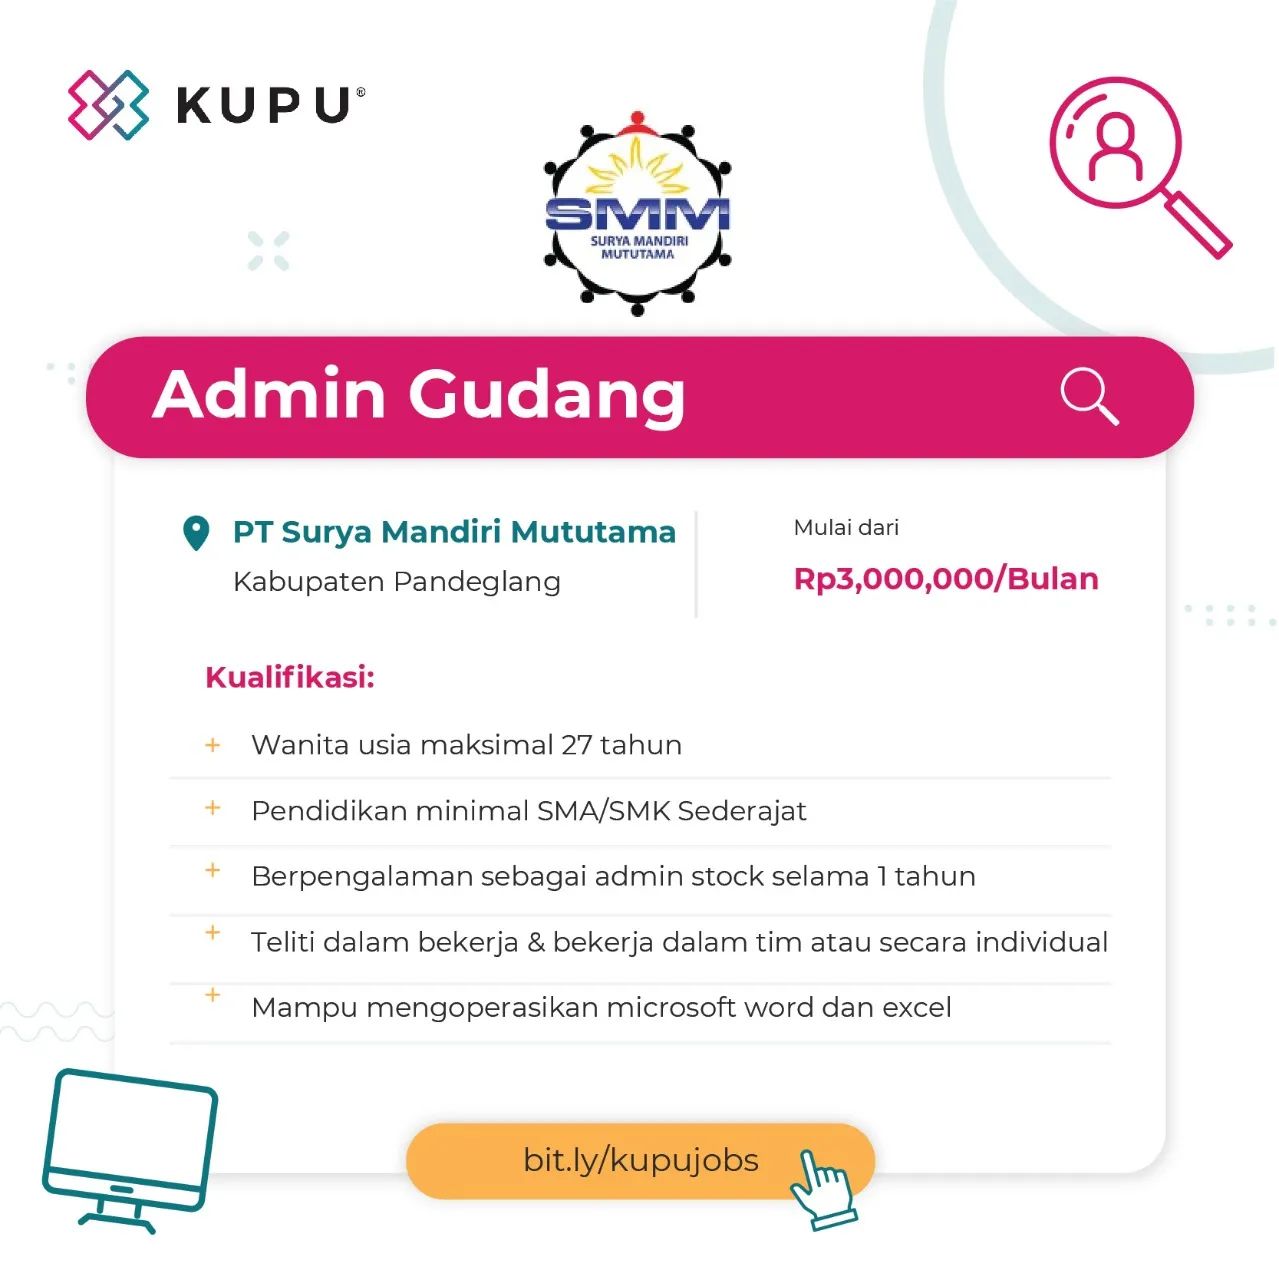 KUPU®
SMM
SURYA MANDIRI
MUTUTAMA
Admin Gudang
PT Surya Mandiri Mututama
Kabupaten Pandeglang
Mulai dari
Rp3,000,000/Bulan
Kualifikasi:
+ Wanita usia maksimal 27 tahun
+ Pendidikan minimal SMA/SMK Sederajat
+ Berpengalaman sebagai admin stock selama 1 tahun
+ Teliti dalam bekerja & bekerja dalam tim atau secara individual
+ Mampu mengoperasikan microsoft word dan excel
bit.ly/kupujobs